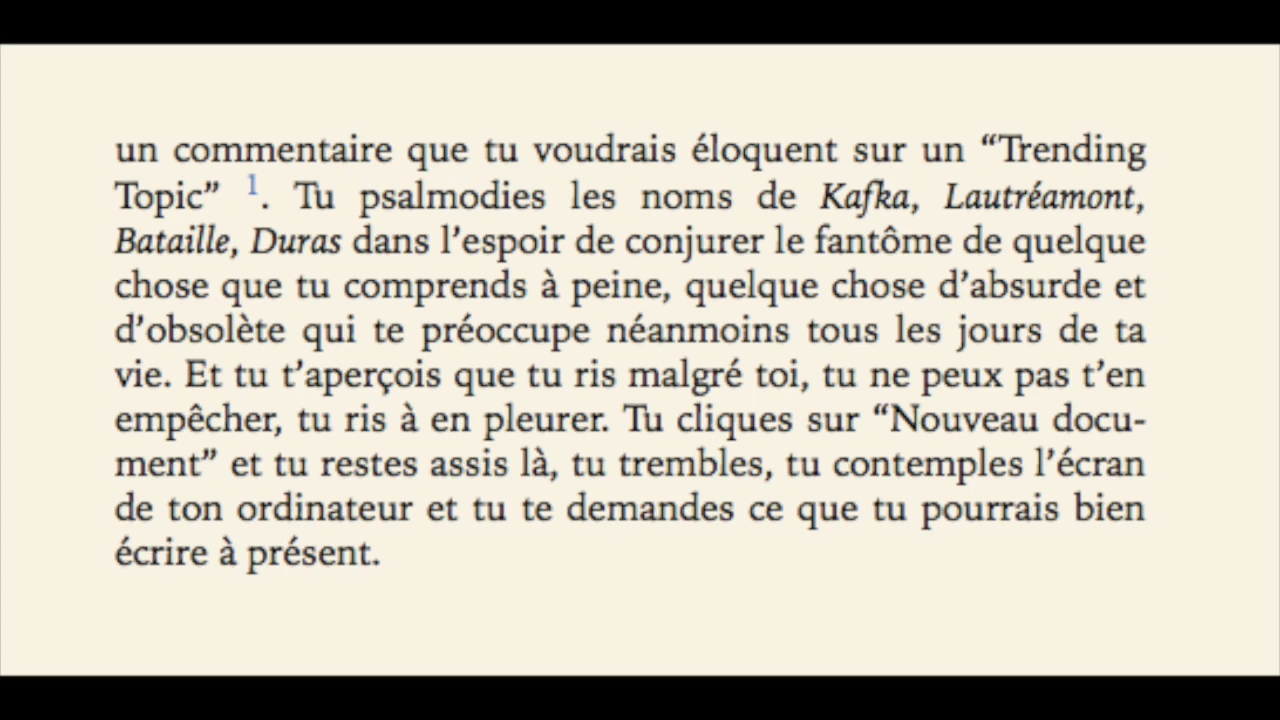 un commentaire que tu voudrais éloquent sur un “Trending
Topic” 1. Tu psalmodies les noms de Kafka, Lautréamont,
Bataille, Duras dans l’espoir de conjurer le fantôme de quelque
chose que tu comprends à peine, quelque chose d’absurde et
d’obsolète qui te préoccupe néanmoins tous les jours de ta
vie. Et tu t’aperçois que tu ris malgré toi, tu ne peux pas t’en
empêcher, tu ris à en pleurer. Tu cliques sur “Nouveau docu-
ment” et tu restes assis là, tu trembles, tu contemples l’écran
de ton ordinateur et tu te demandes ce que tu pourrais bien
écrire à présent.